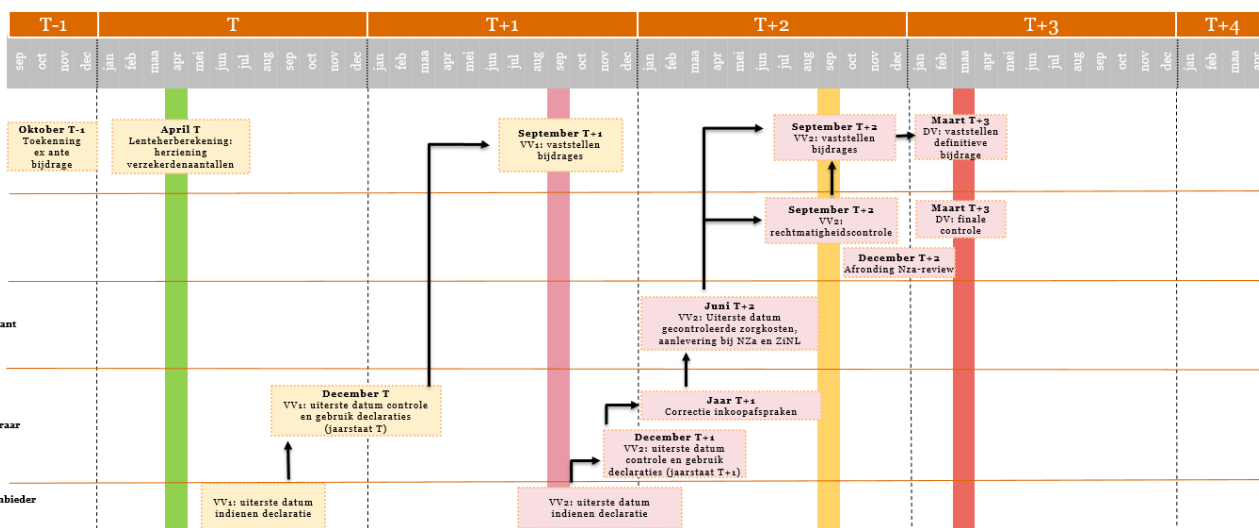 T-1
T
T+1
T+2
T+3
T+4
sep
oct
nov
dec
jan
feb
maa
apr
mei
jun
jul
aug
sep
oct
nov
dec
jan
feb
maa
apr
mei
jun
jul
aug
sep
oct
nov
dec
jan
feb
maa
apr
mei
jun
jul
aug
sep
oct
nov
dec
jan
feb
maa
apr
mei
jun
jul
aug
sep
oct
nov
dec
jan
feb
maa
apr
Oktober T-1
Toekenning
ex ante
bijdrage
April T
Lenteherberekening:
herziening
verzekerdenaantallen
September T+1
VV1: vaststellen
bijdrages
September T+2
VV2: vaststellen
bijdrages
Maart T+3
DV: vaststellen
definitieve
bijdrage
September T+2
VV2:
rechtmatigheidscontrole
Maart T+3
DV: finale
controle
December T+2
Afronding Nza-review
ant
Juni T+2
VV2: Uiterste datum
gecontroleerde zorgkosten,
aanlevering bij NZa en ZiNL
raar
December T
VV1: uiterste datum controle
en gebruik declaraties
(jaarstaat T)
Jaar T+1
Correctie inkoopafspraken
December T+1
VV2: uiterste datum
controle en gebruik
declaraties (jaarstaat T+1)
nbieder
VV1: uiterste datum
indienen declaratie
VV2: uiterste datum
indienen declaratie